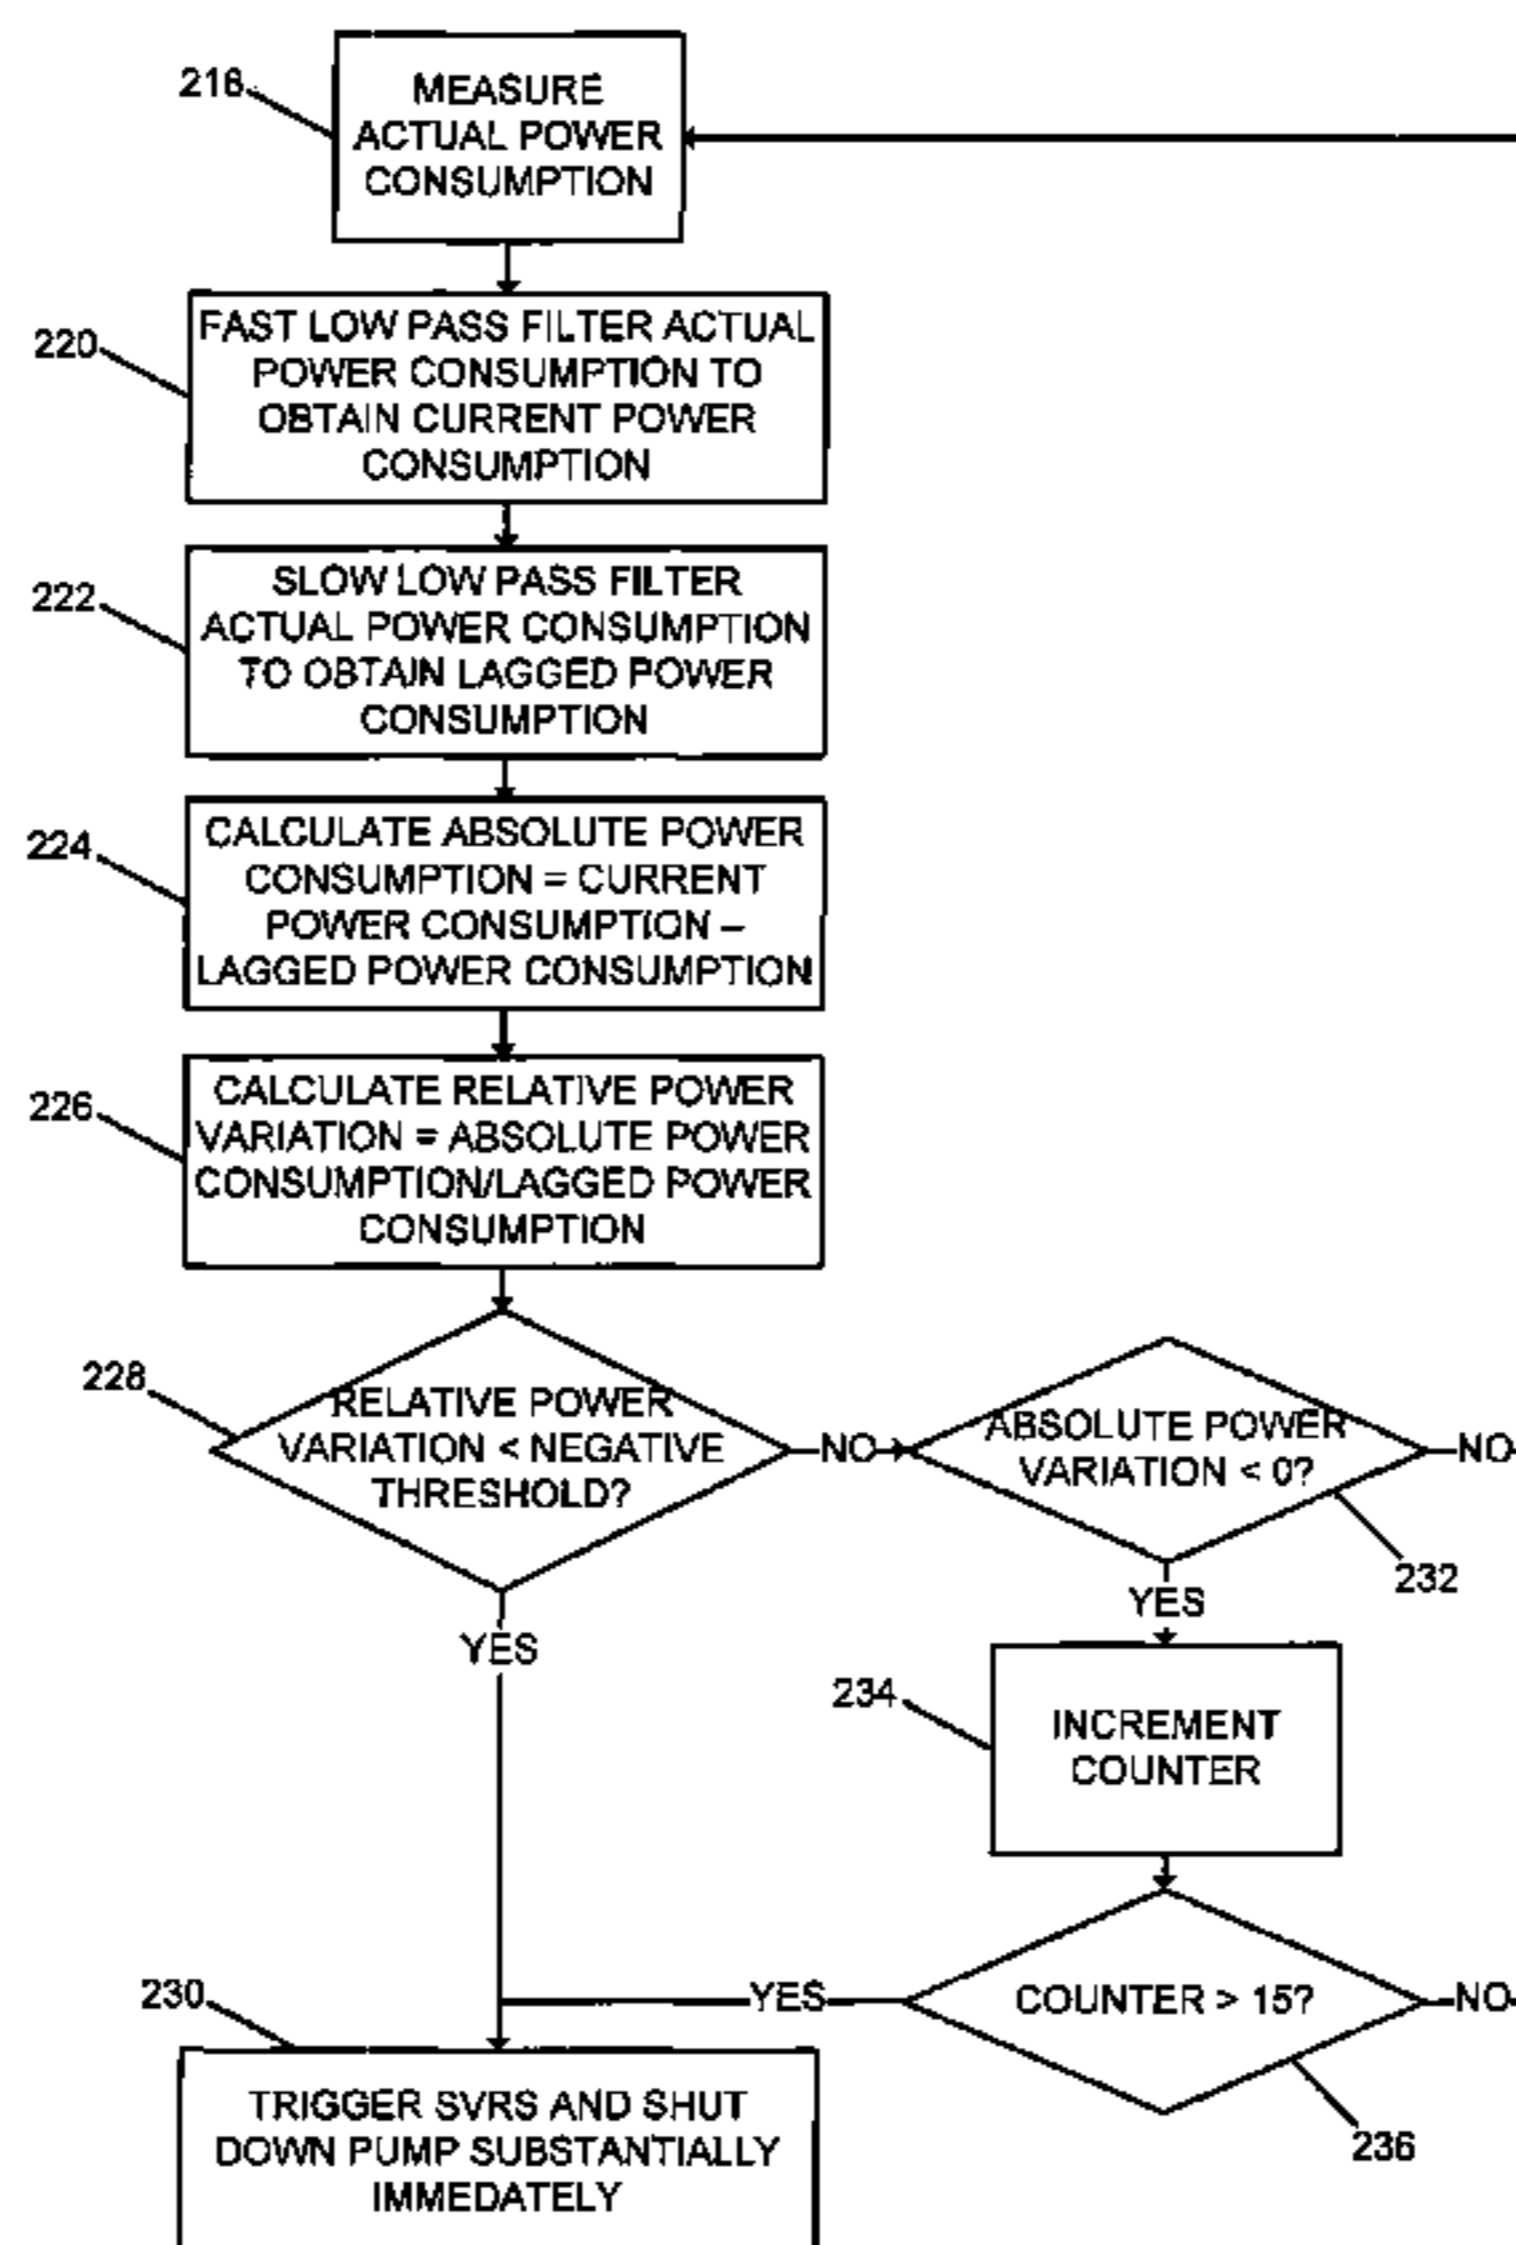 218
MEASURE
ACTUAL POWER
CONSUMPTION
220
FAST LOW PASS FILTER ACTUAL
POWER CONSUMPTION TO
OBTAIN CURRENT POWER
CONSUMPTION
222
SLOW LOW PASS FILTER
ACTUAL POWER CONSUMPTION
TO OBTAIN LAGGED POWER
CONSUMPTION
224
CALCULATE ABSOLUTE POWER
CONSUMPTION = CURRENT
POWER CONSUMPTION –
LAGGED POWER CONSUMPTION
226
CALCULATE RELATIVE POWER
VARIATION = ABSOLUTE POWER
CONSUMPTION/LAGGED POWER
CONSUMPTION
228
RELATIVE POWER
VARIATION < NEGATIVE
THRESHOLD?
NO
ABSOLUTE POWER
VARIATION < 0?
NO
232
YES
YES
234
INCREMENT
COUNTER
230
YES
COUNTER > 15?
NO
236
TRIGGER SVRS AND SHUT
DOWN PUMP SUBSTANTIALLY
IMMEDATELY